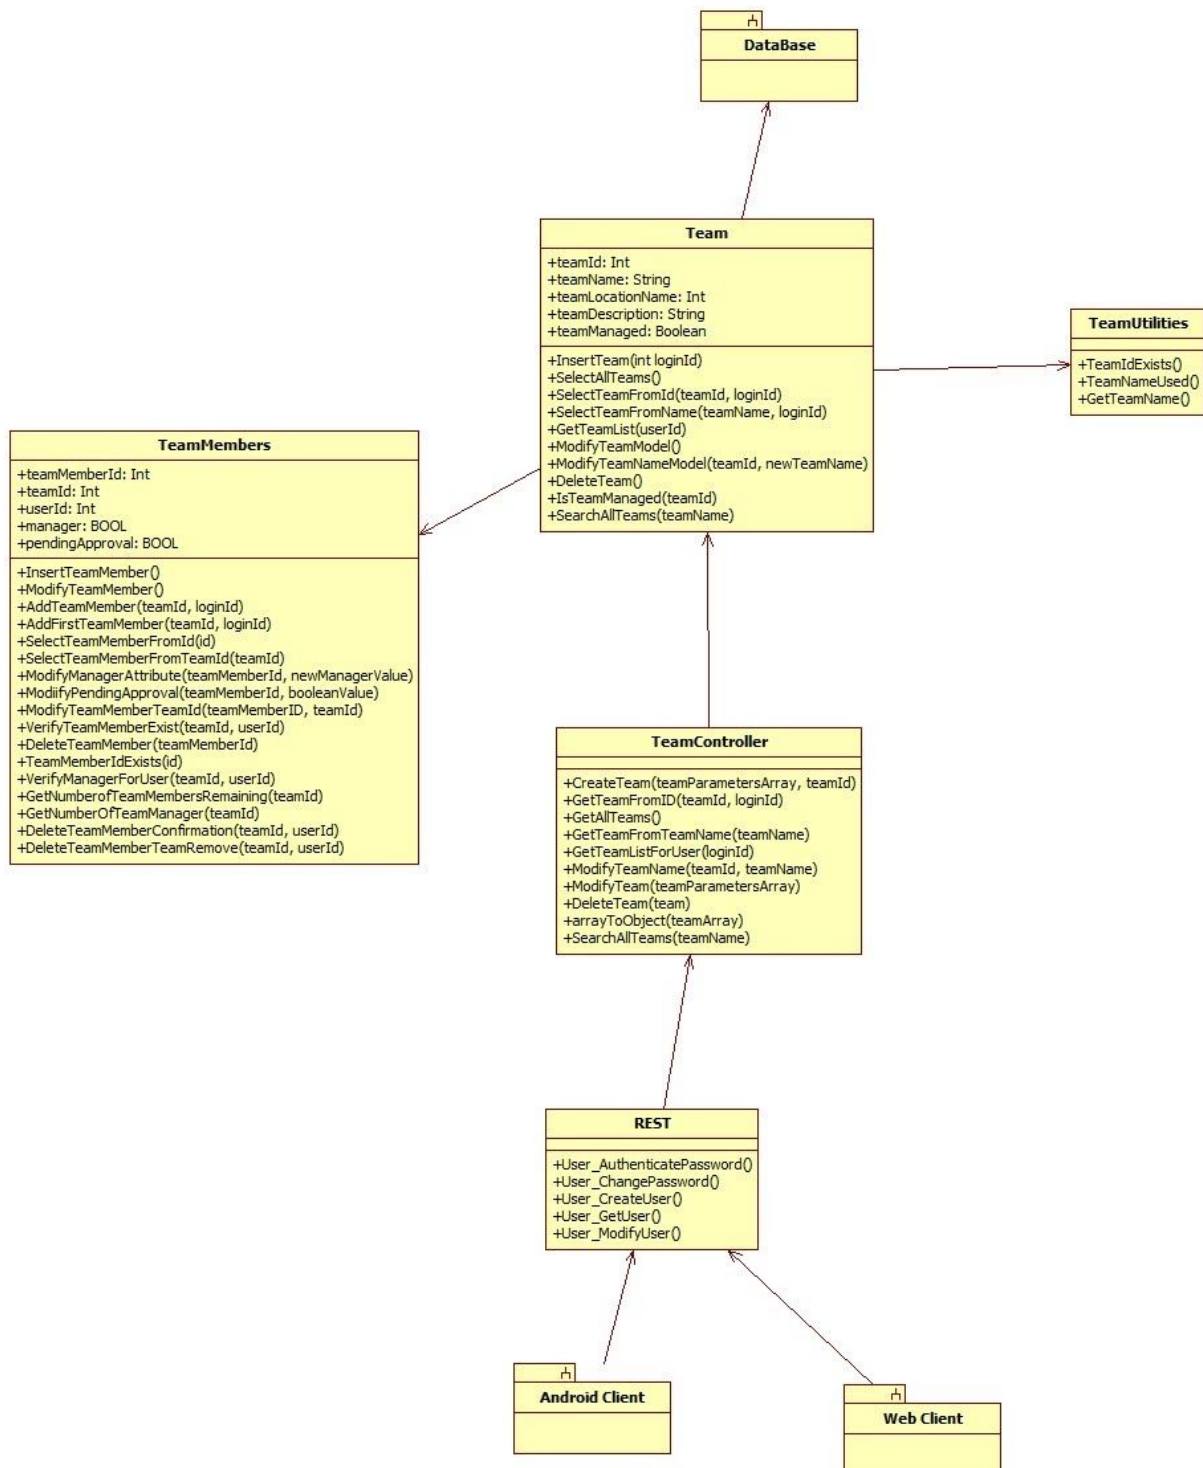 DataBase
Team
+teamId: Int
+teamName: String
+teamLocationName: Int
+teamDescription: String
+teamManaged: Boolean
+InsertTeam(int loginId)
+SelectAllTeams()
+SelectTeamFromId(teamId, loginId)
+SelectTeamFromName(teamName, loginId)
+GetTeamList(userId)
+ModifyTeamModel()
+ModifyTeamNameModel(teamId, newTeamName)
+DeleteTeam()
+IsTeamManaged(teamId)
+SearchAllTeams(teamName)
TeamUtilities
+TeamIdExists()
+TeamNameUsed()
+GetTeamName()
TeamMembers
+teamMemberId: Int
+teamId: Int
+userId: Int
+manager: BOOL
+pendingApproval: BOOL
+InsertTeamMember()
+ModifyTeamMember()
+AddTeamMember(teamId, loginId)
+AddFirstTeamMember(teamId, loginId)
+SelectTeamMemberFromId(id)
+SelectTeamMemberFromTeamId(teamId)
+ModifyManagerAttribute(teamMemberId, newManagerValue)
+ModiifyPendingApproval(teamMemberId, booleanValue)
+ModifyTeamMemberTeamId(teamMemberID, teamId)
+VerifyTeamMemberExist(teamId, userId)
+DeleteTeamMember(teamMemberId)
+TeamMemberIdExists(id)
+VerifyManagerForUser(teamId, userId)
+GetNumberofTeamMembersRemaining(teamId)
+GetNumberOfTeamManager(teamId)
+DeleteTeamMemberConfirmation(teamId, userId)
+DeleteTeamMemberTeamRemove(teamId, userId)
TeamController
+CreateTeam(teamParametersArray, teamId)
+GetTeamFromID(teamId, loginId)
+GetAllTeams()
+GetTeamFromTeamName(teamName)
+GetTeamListForUser(loginId)
+ModifyTeamName(teamId, teamName)
+ModifyTeam(teamParametersArray)
+DeleteTeam(team)
+arrayToObject(teamArray)
+SearchAllTeams(teamName)
REST
+User_AuthenticatePassword()
+User_ChangePassword()
+User_CreateUser()
+User_GetUser()
+User_ModifyUser()
Android Client
Web Client